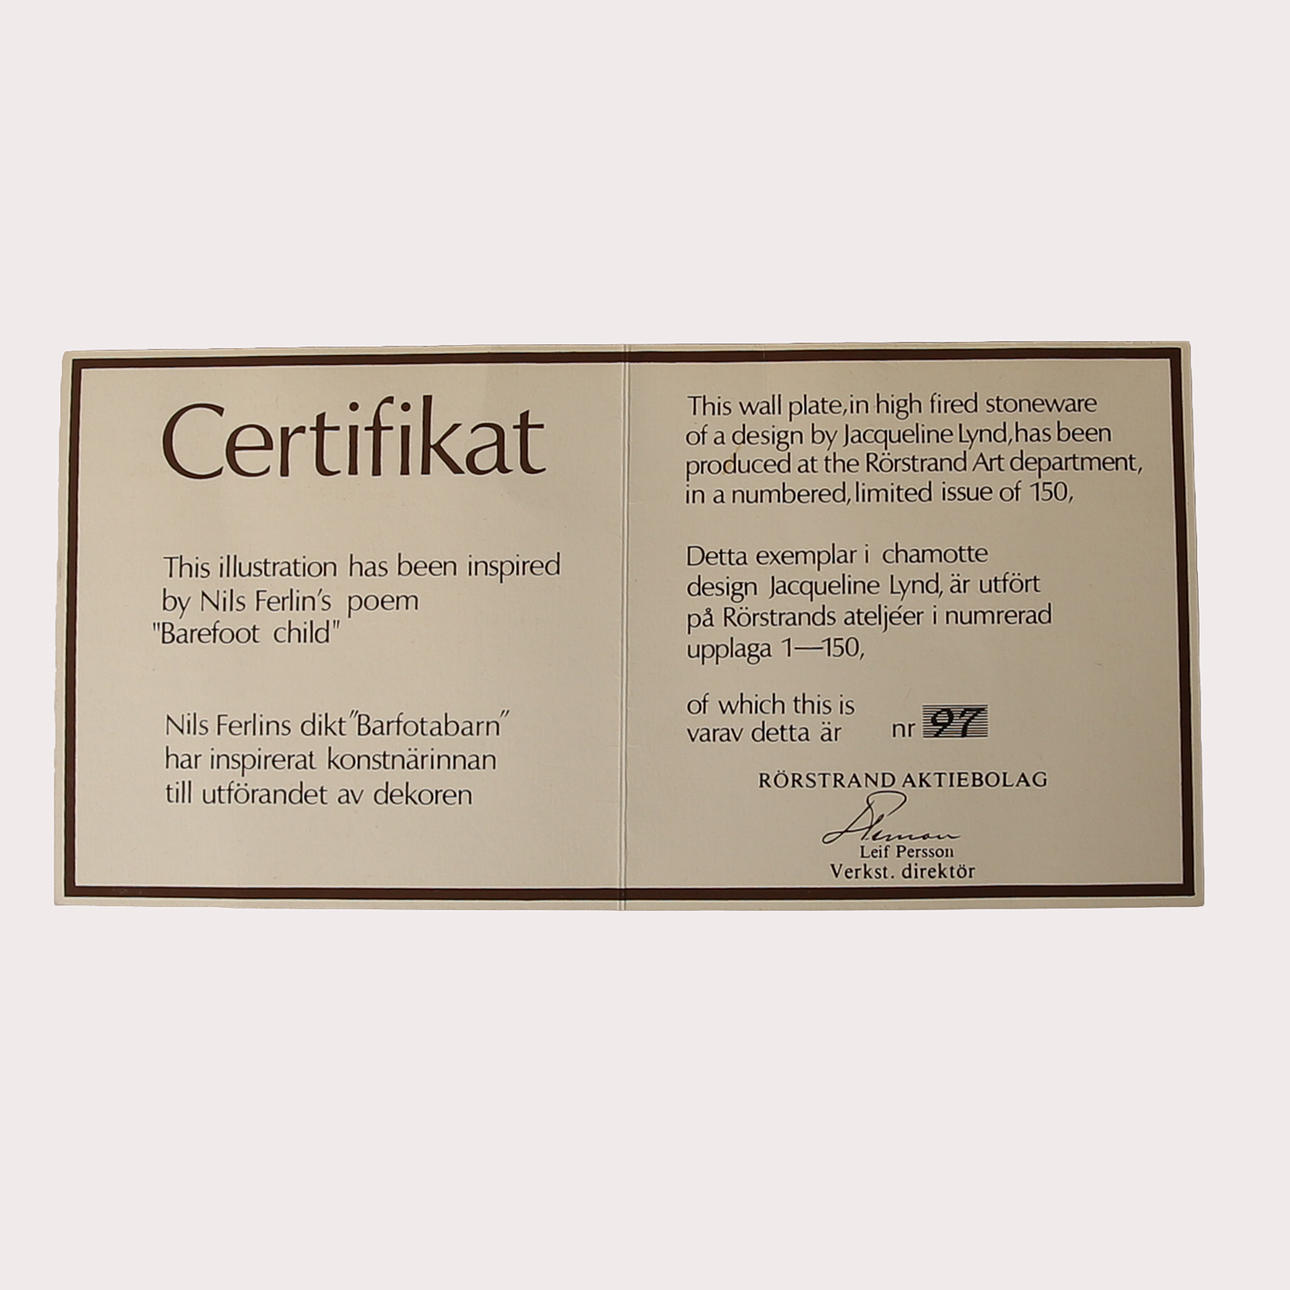 Certifikat
This illustration has been inspired
by Nils Ferlin's poem
"Barefoot child"
Nils Ferlins dikt "Barfotabarn"
har inspirerat konstnärinnan
till utförandet av dekoren
This wall plate, in high fired stoneware
of a design by Jacqueline Lynd, has been
produced at the Rörstrand Art department,
in a numbered, limited issue of 150,
Detta exemplar i chamotte
design Jacqueline Lynd, är utfört
på Rörstrands ateljéer i numrerad
upplaga 1—150,
of which this is
varav detta är nr 97
RÖRSTRAND AKTIEBOLAG
Leif Persson
Verkst. direktör